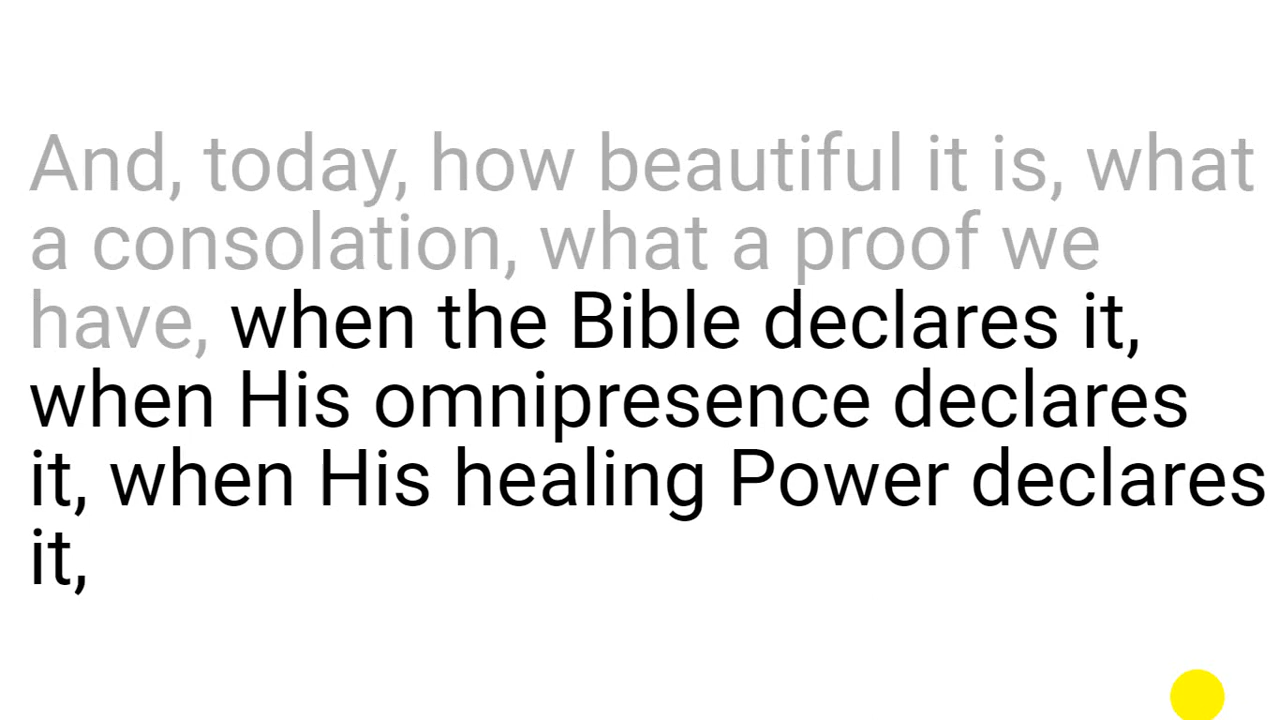 And, today, how beautiful it is, what
a consolation, what a proof we
have, when the Bible declares it,
when His omnipresence declares
it, when His healing Power declares
it,